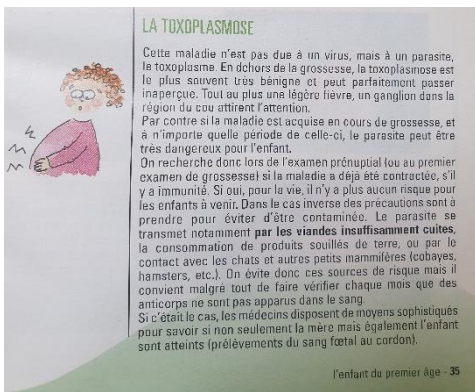 LA TOXOPLASMOSE
Cette maladie n'est pas due à un virus, mais à un parasite,
le toxoplasme. En dehors de la grossesse, la toxoplasmose est
le plus souvent très bénigne et peut parfaitement passer
inaperçue. Tout au plus une légère fièvre, un ganglion dans la
région du cou attirent l'attention.
Par contre si la maladie est acquise en cours de grossesse, et
à n'importe quelle période de celle-ci, le parasite peut être
très dangereux pour l'enfant.
On recherche donc lors de l'examen prénuptial (ou au premier
examen de grossesse) si la maladie a déjà été contractée, s'il
y a immunité. Si oui, pour la vie, il n'y a plus aucun risque pour
les enfants à venir. Dans le cas inverse des précautions sont à
prendre pour éviter d'être contaminée. Le parasite se
transmet notamment par les viandes insuffisamment cuites,
la consommation de produits souillés de terre, ou par le
contact avec les chats et autres petits mammifères (cobayes,
hamsters, etc.). On évite donc ces sources de risque mais il
convient malgré tout de faire vérifier chaque mois que des
anticorps ne sont pas apparus dans le sang.
Si c'était le cas, les médecins disposent de moyens sophistiqués
pour savoir si non seulement la mère mais également l'enfant
sont atteints (prélèvements du sang fœtal au cordon).
l'enfant du premier âge - 35